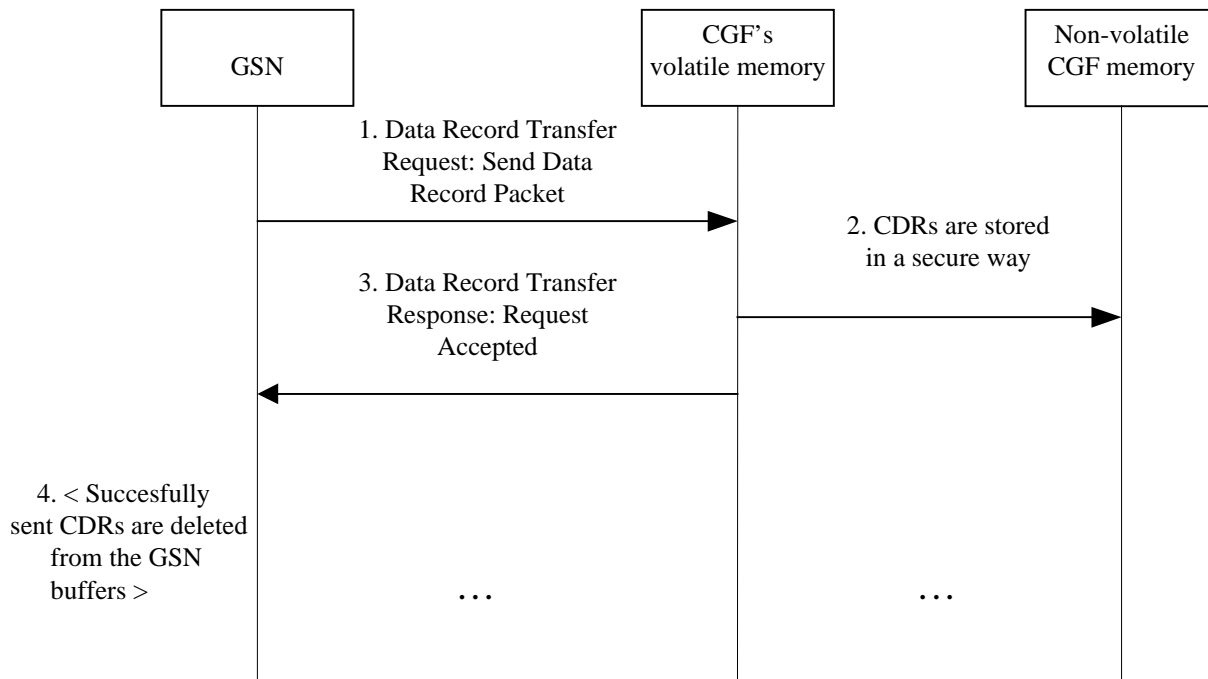 GSN
CGF’s
volatile memory
Non-volatile
CGF memory
1. Data Record Transfer
Request: Send Data
Record Packet
2. CDRs are stored
in a secure way
3. Data Record Transfer
Response: Request
Accepted
4. < Succesfully
sent CDRs are deleted
from the GSN
buffers >
…
…